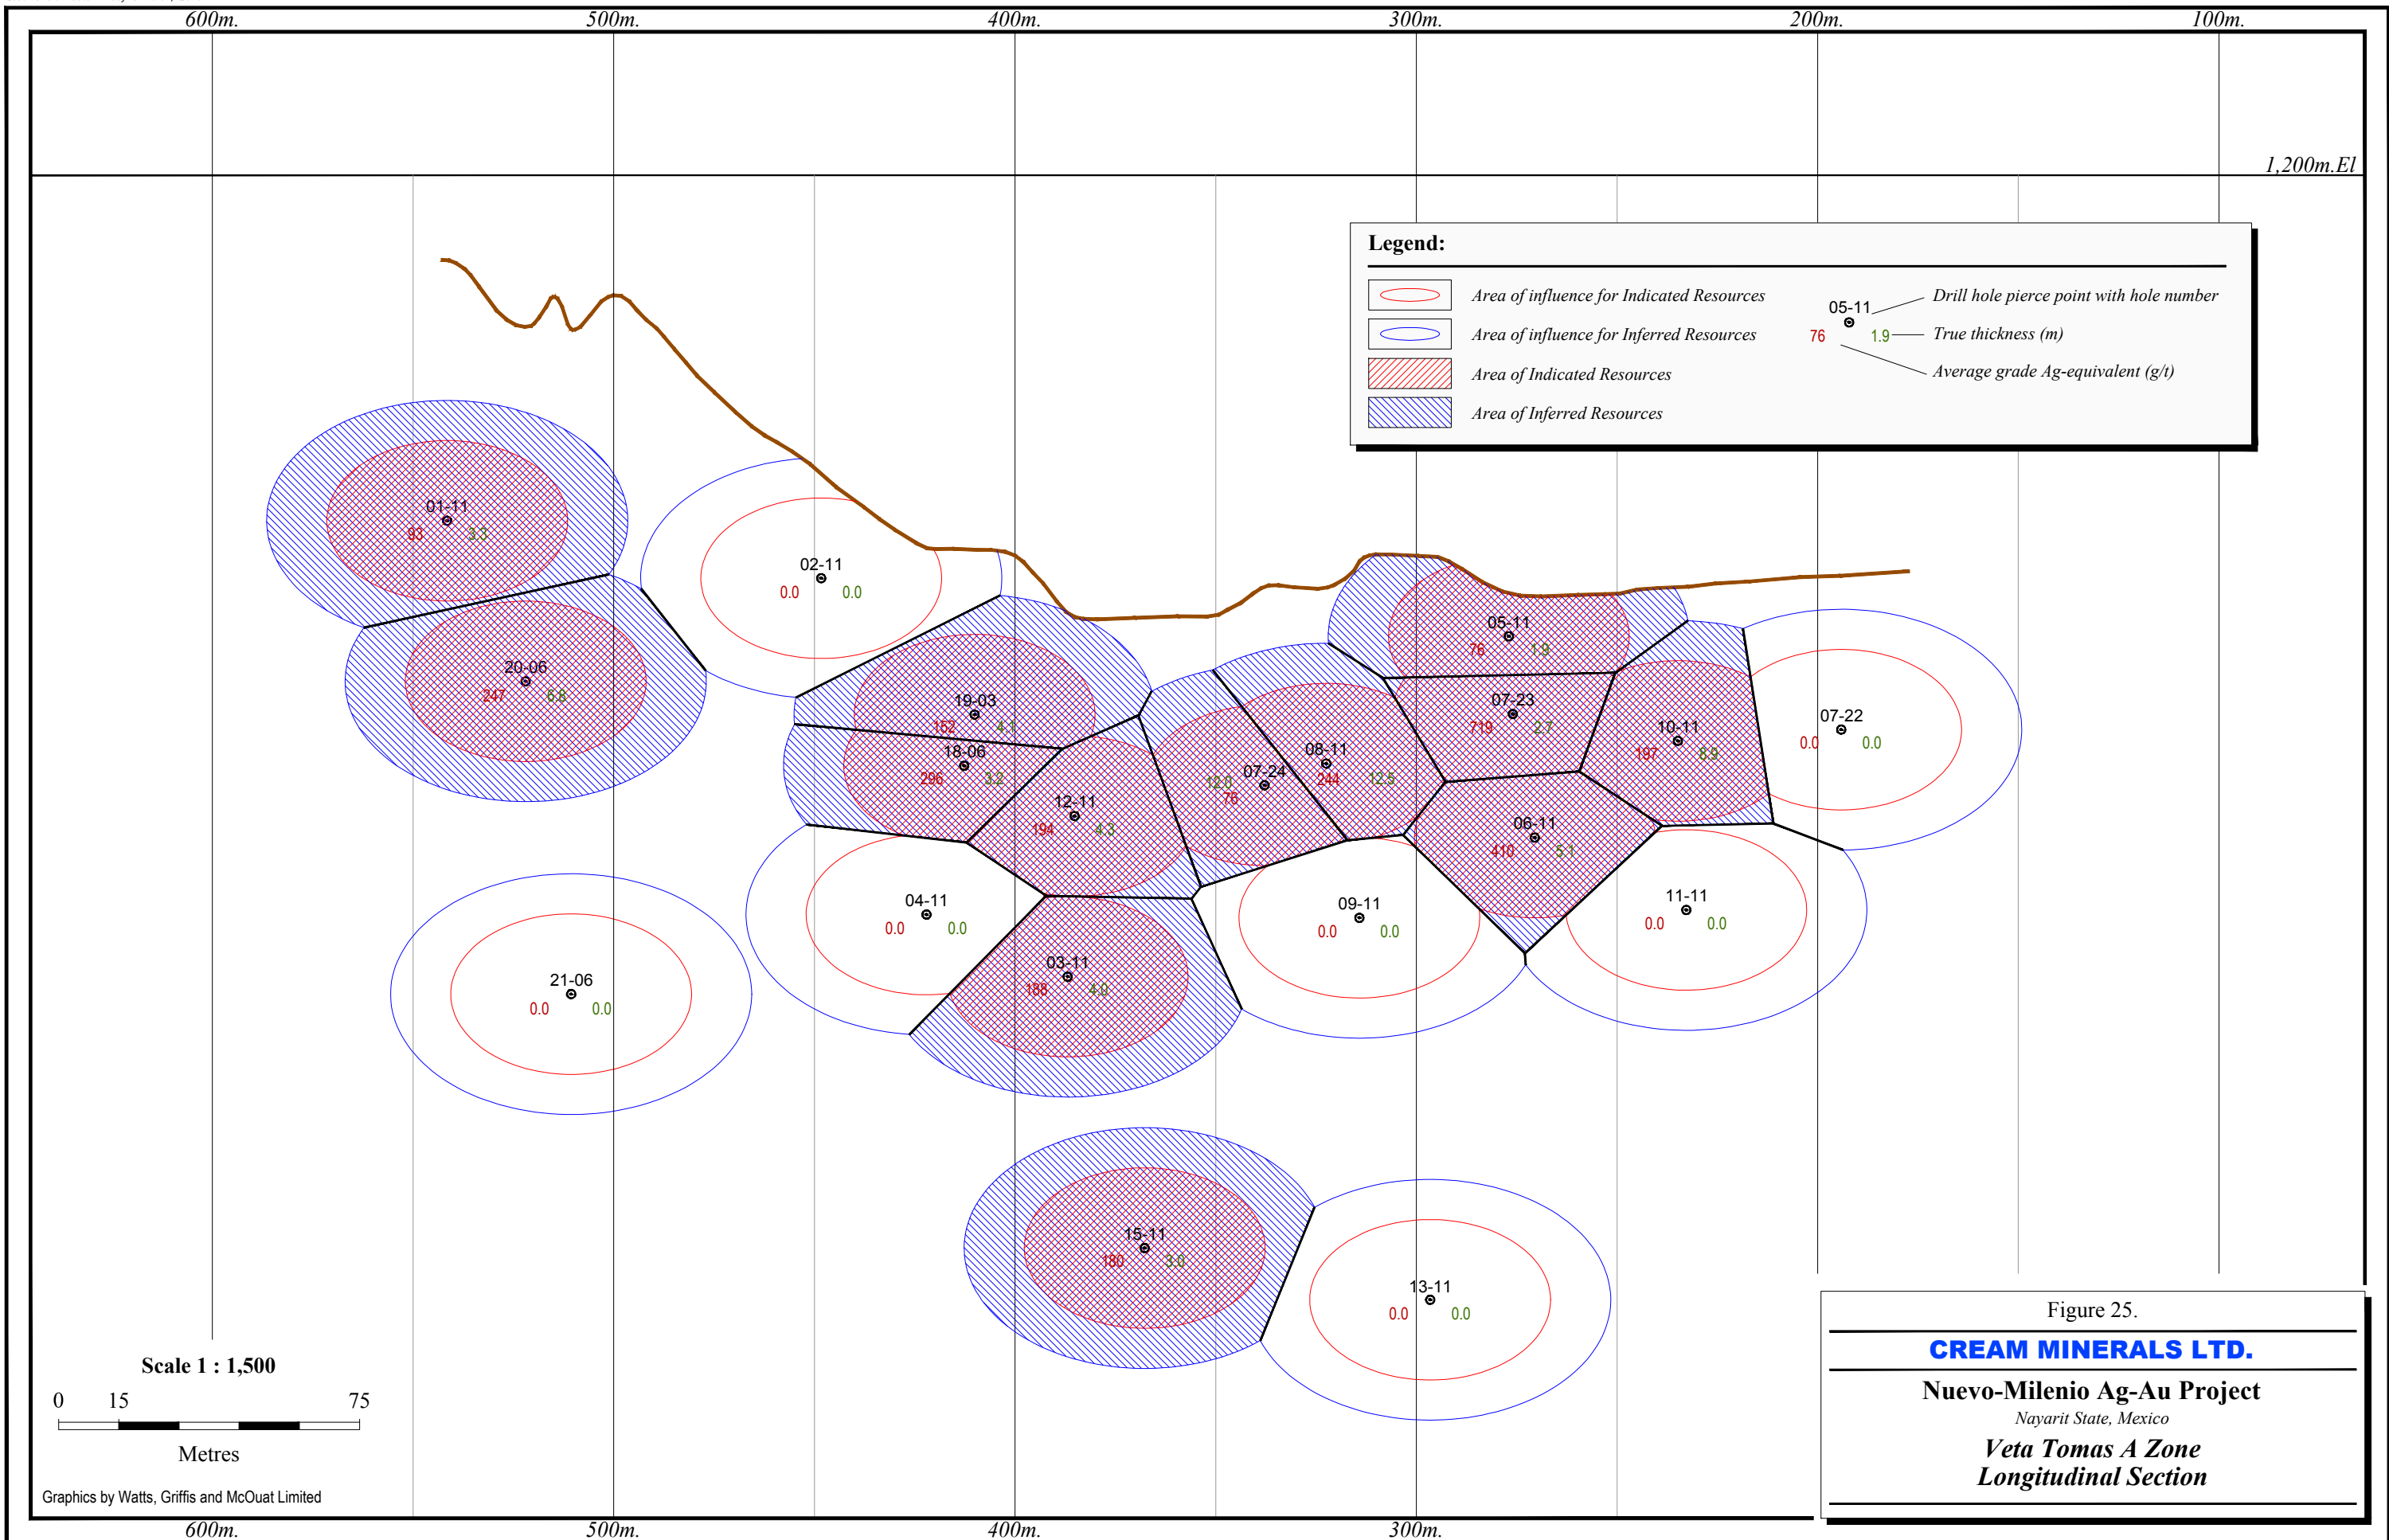 600m. 500m. 400m. 300m. 200m. 100m.
1,200m.El
Legend:
Area of influence for Indicated Resources
Area of influence for Inferred Resources
Area of Indicated Resources
Area of Inferred Resources
05-11
76 1.9
Drill hole pierce point with hole number
True thickness (m)
Average grade Ag-equivalent (g/t)
01-11
93 3.3
02-11
0.0 0.0
05-11
76 1.9
20-06
247 6.8
19-03
152 4.1
07-23
719 2.7
10-11
197 8.9
07-22
0.0 0.0
18-06
296 3.2
08-11
244 12.5
07-24
12.0
76
12-11
194 4.3
06-11
410 5.1
04-11
0.0 0.0
09-11
0.0 0.0
11-11
0.0 0.0
03-11
188 4.0
21-06
0.0 0.0
15-11
180 3.0
13-11
0.0 0.0
Scale 1 : 1,500
0 15 75
Metres
Graphics by Watts, Griffis and McOuat Limited
Figure 25.
CREAM MINERALS LTD.
Nuevo-Milenio Ag-Au Project
Nayarit State, Mexico
Veta Tomas A Zone
Longitudinal Section
600m. 500m. 400m. 300m.